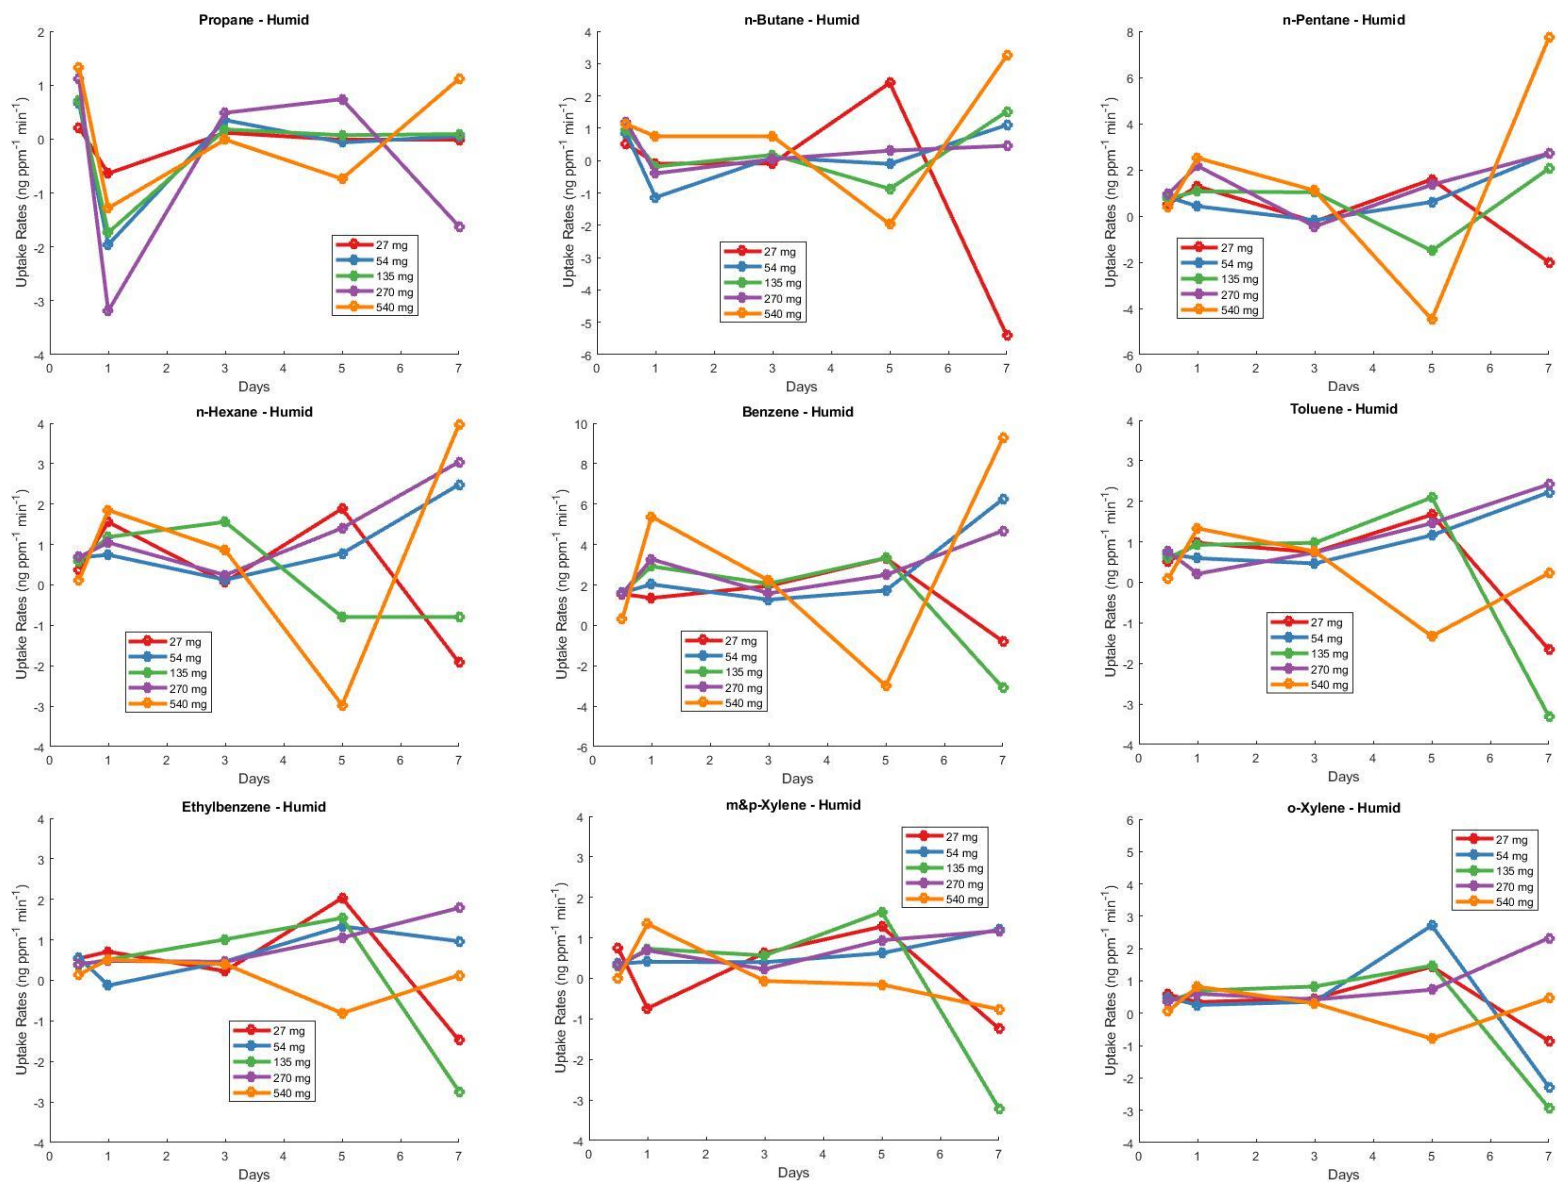 Propane - Humid
Uptake Rates (ng ppm⁻¹ min⁻¹)
2
1
0
-1
-2
-3
-4
0 1 2 3 4 5 6 7
Days
27 mg
54 mg
135 mg
270 mg
540 mg
n-Butane - Humid
Uptake Rates (ng ppm⁻¹ min⁻¹)
4
3
2
1
0
-1
-2
-3
-4
-5
-6
0 1 2 3 4 5 6 7
Days
27 mg
54 mg
135 mg
270 mg
540 mg
n-Pentane - Humid
Uptake Rates (ng ppm⁻¹ min⁻¹)
8
6
4
2
0
-2
-4
-6
0 1 2 3 4 5 6 7
Days
27 mg
54 mg
135 mg
270 mg
540 mg
n-Hexane - Humid
Uptake Rates (ng ppm⁻¹ min⁻¹)
4
3
2
1
0
-1
-2
-3
-4
0 1 2 3 4 5 6 7
Days
27 mg
54 mg
135 mg
270 mg
540 mg
Benzene - Humid
Uptake Rates (ng ppm⁻¹ min⁻¹)
10
8
6
4
2
0
-2
-4
-6
0 1 2 3 4 5 6 7
Days
27 mg
54 mg
135 mg
270 mg
540 mg
Toluene - Humid
Uptake Rates (ng ppm⁻¹ min⁻¹)
4
3
2
1
0
-1
-2
-3
-4
0 1 2 3 4 5 6 7
Days
27 mg
54 mg
135 mg
270 mg
540 mg
Ethylbenzene - Humid
Uptake Rates (ng ppm⁻¹ min⁻¹)
4
3
2
1
0
-1
-2
-3
-4
0 1 2 3 4 5 6 7
Days
27 mg
54 mg
135 mg
270 mg
540 mg
m&p-Xylene - Humid
Uptake Rates (ng ppm⁻¹ min⁻¹)
4
3
2
1
0
-1
-2
-3
-4
0 1 2 3 4 5 6 7
Days
27 mg
54 mg
135 mg
270 mg
540 mg
o-Xylene - Humid
Uptake Rates (ng ppm⁻¹ min⁻¹)
6
5
4
3
2
1
0
-1
-2
-3
-4
0 1 2 3 4 5 6 7
Days
27 mg
54 mg
135 mg
270 mg
540 mg